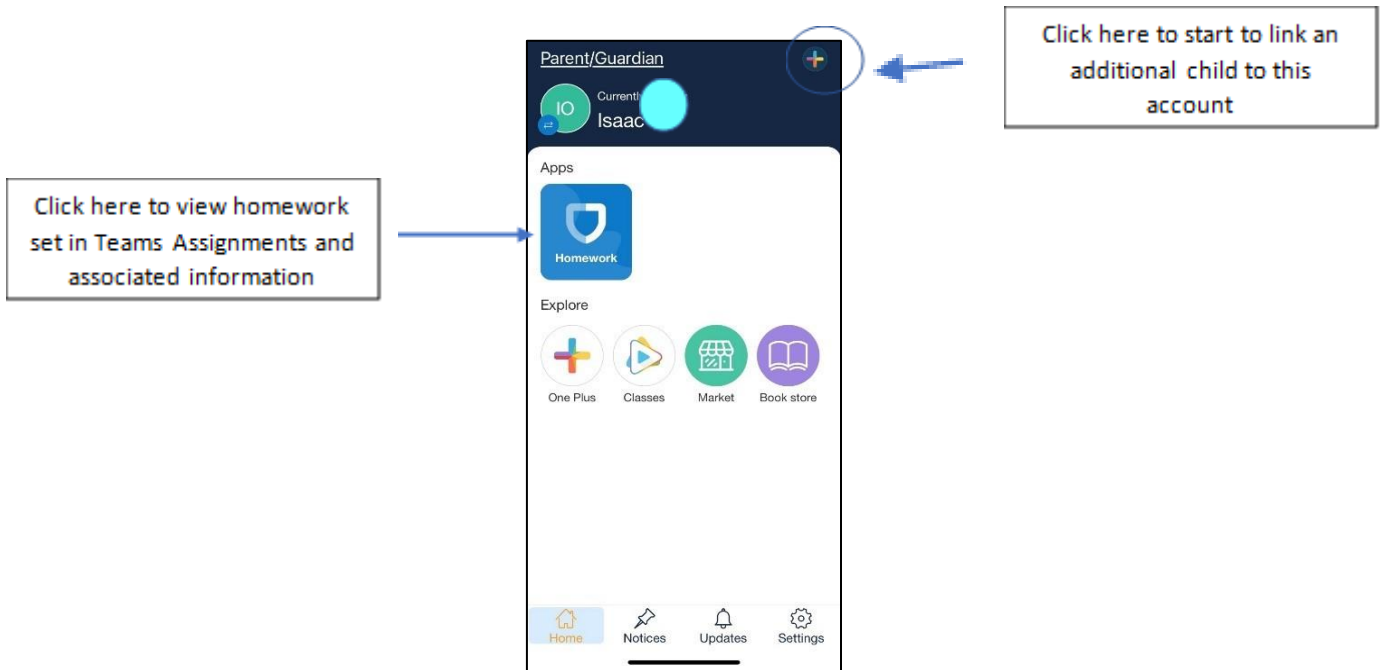 Click here to start to link an
additional child to this
account
Parent/Guardian
IO
Isaac
Click here to view homework
set in Teams Assignments and
associated information
Apps
Homework
Explore
One Plus
Classes
Market
Book store
Home
Notices
Updates
Settings